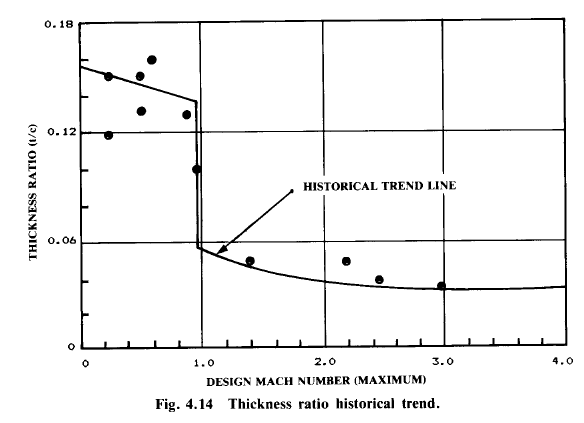 0.18
0.12
0.06
0
THICKNESS RATIO (t/c)
HISTORICAL TREND LINE
0 1.0 2.0 3.0 4.0
DESIGN MACH NUMBER (MAXIMUM)
Fig. 4.14 Thickness ratio historical trend.